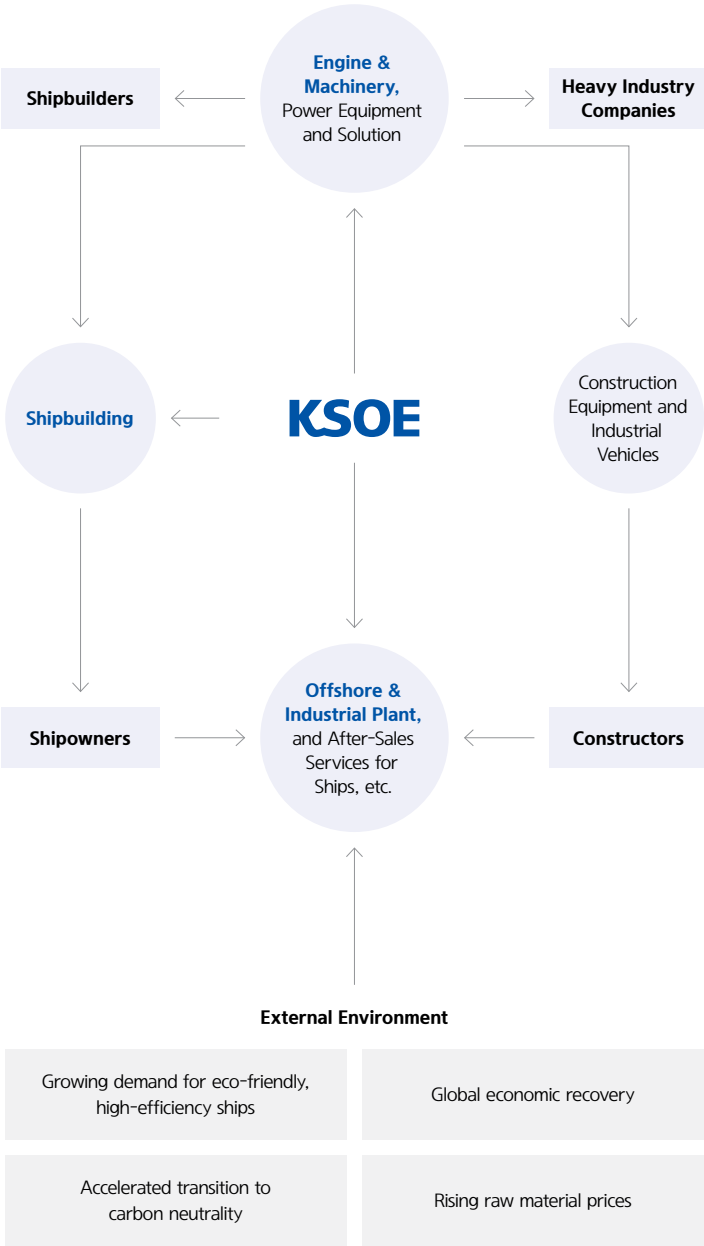 Engine &
Machinery,
Power Equipment
and Solution
Shipbuilders
Heavy Industry
Companies
Shipbuilding
KSOE
Construction
Equipment and
Industrial
Vehicles
Shipowners
Offshore &
Industrial Plant,
and After-Sales
Services for
Ships, etc.
Constructors
External Environment
Growing demand for eco-friendly,
high-efficiency ships
Global economic recovery
Accelerated transition to
carbon neutrality
Rising raw material prices